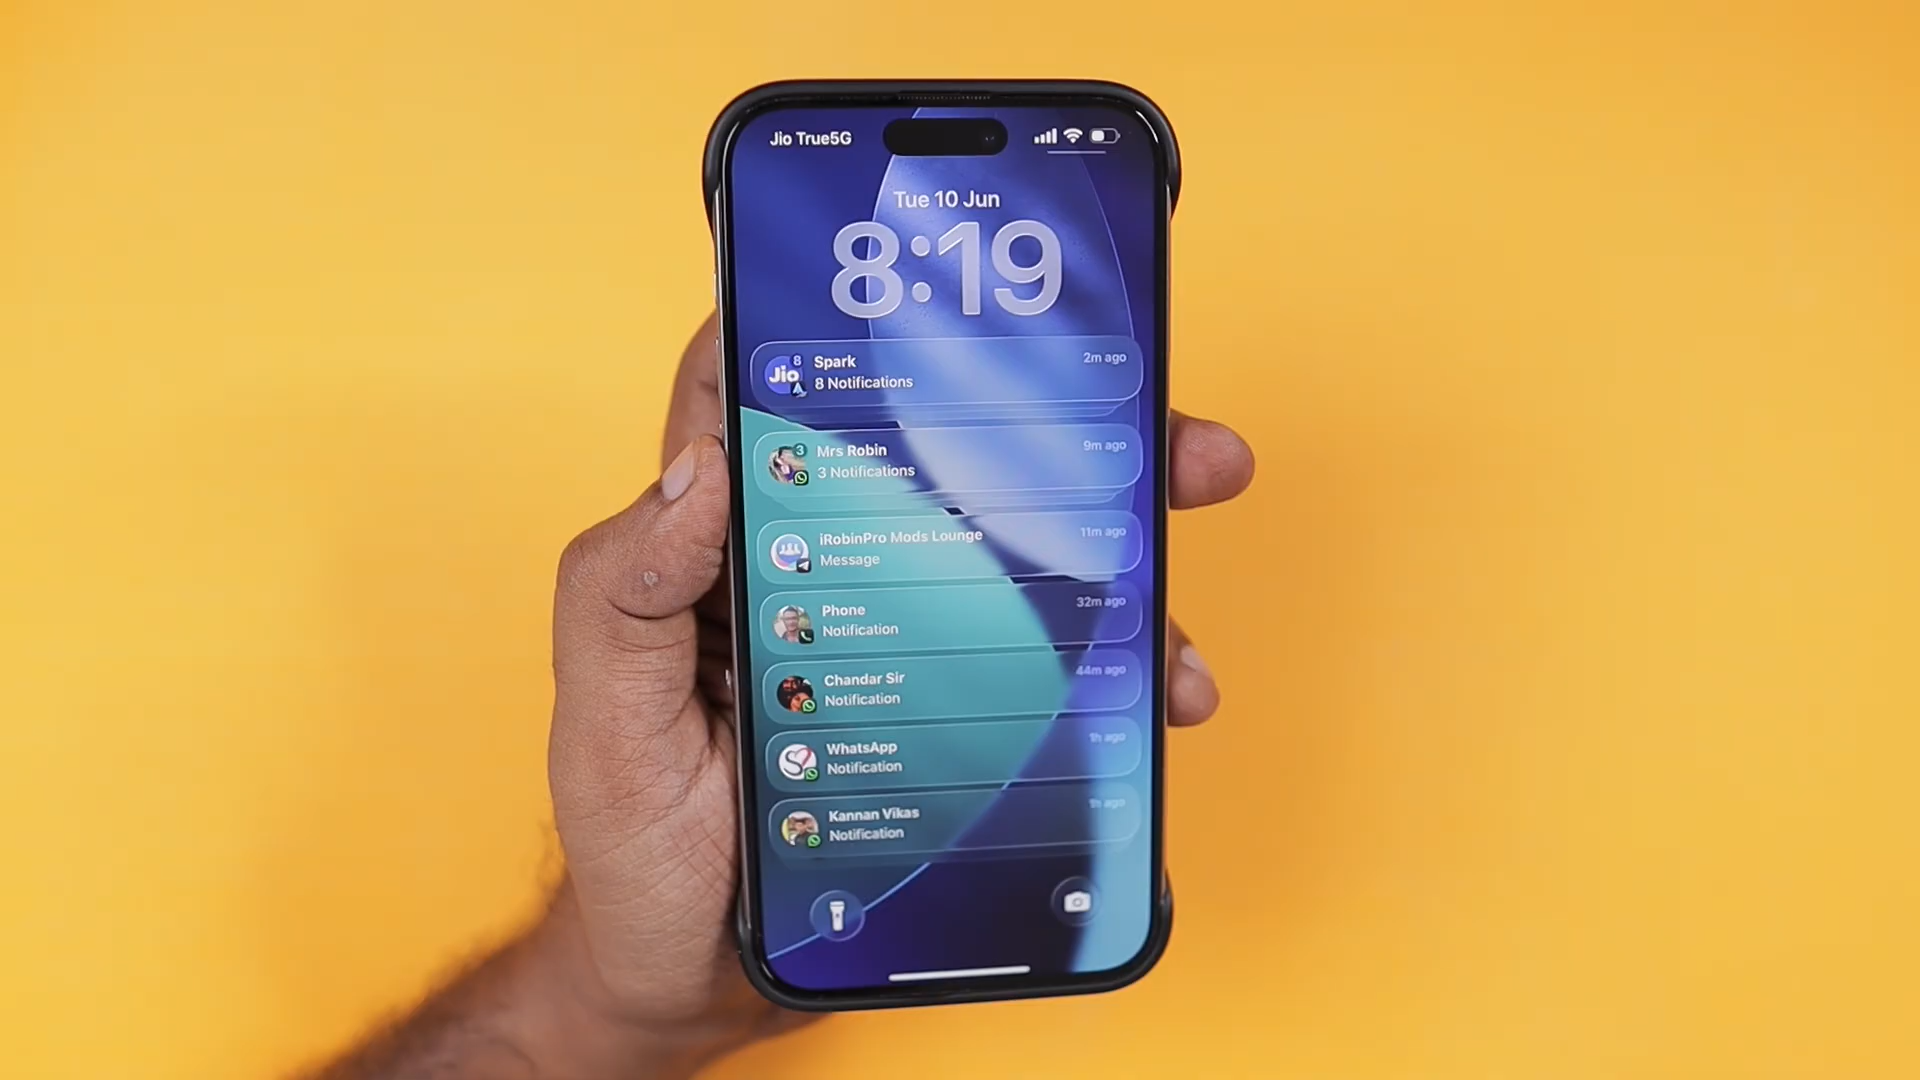 Jio True5G
Tue 10 Jun
8:19
Jio
8
Spark
8 Notifications
2m ago
3
Mrs Robin
3 Notifications
9m ago
iRobinPro Mods Lounge
Message
11m ago
Phone
Notification
32m ago
Chandar Sir
Notification
44m ago
WhatsApp
Notification
1h ago
Kannan Vikas
Notification
1h ago